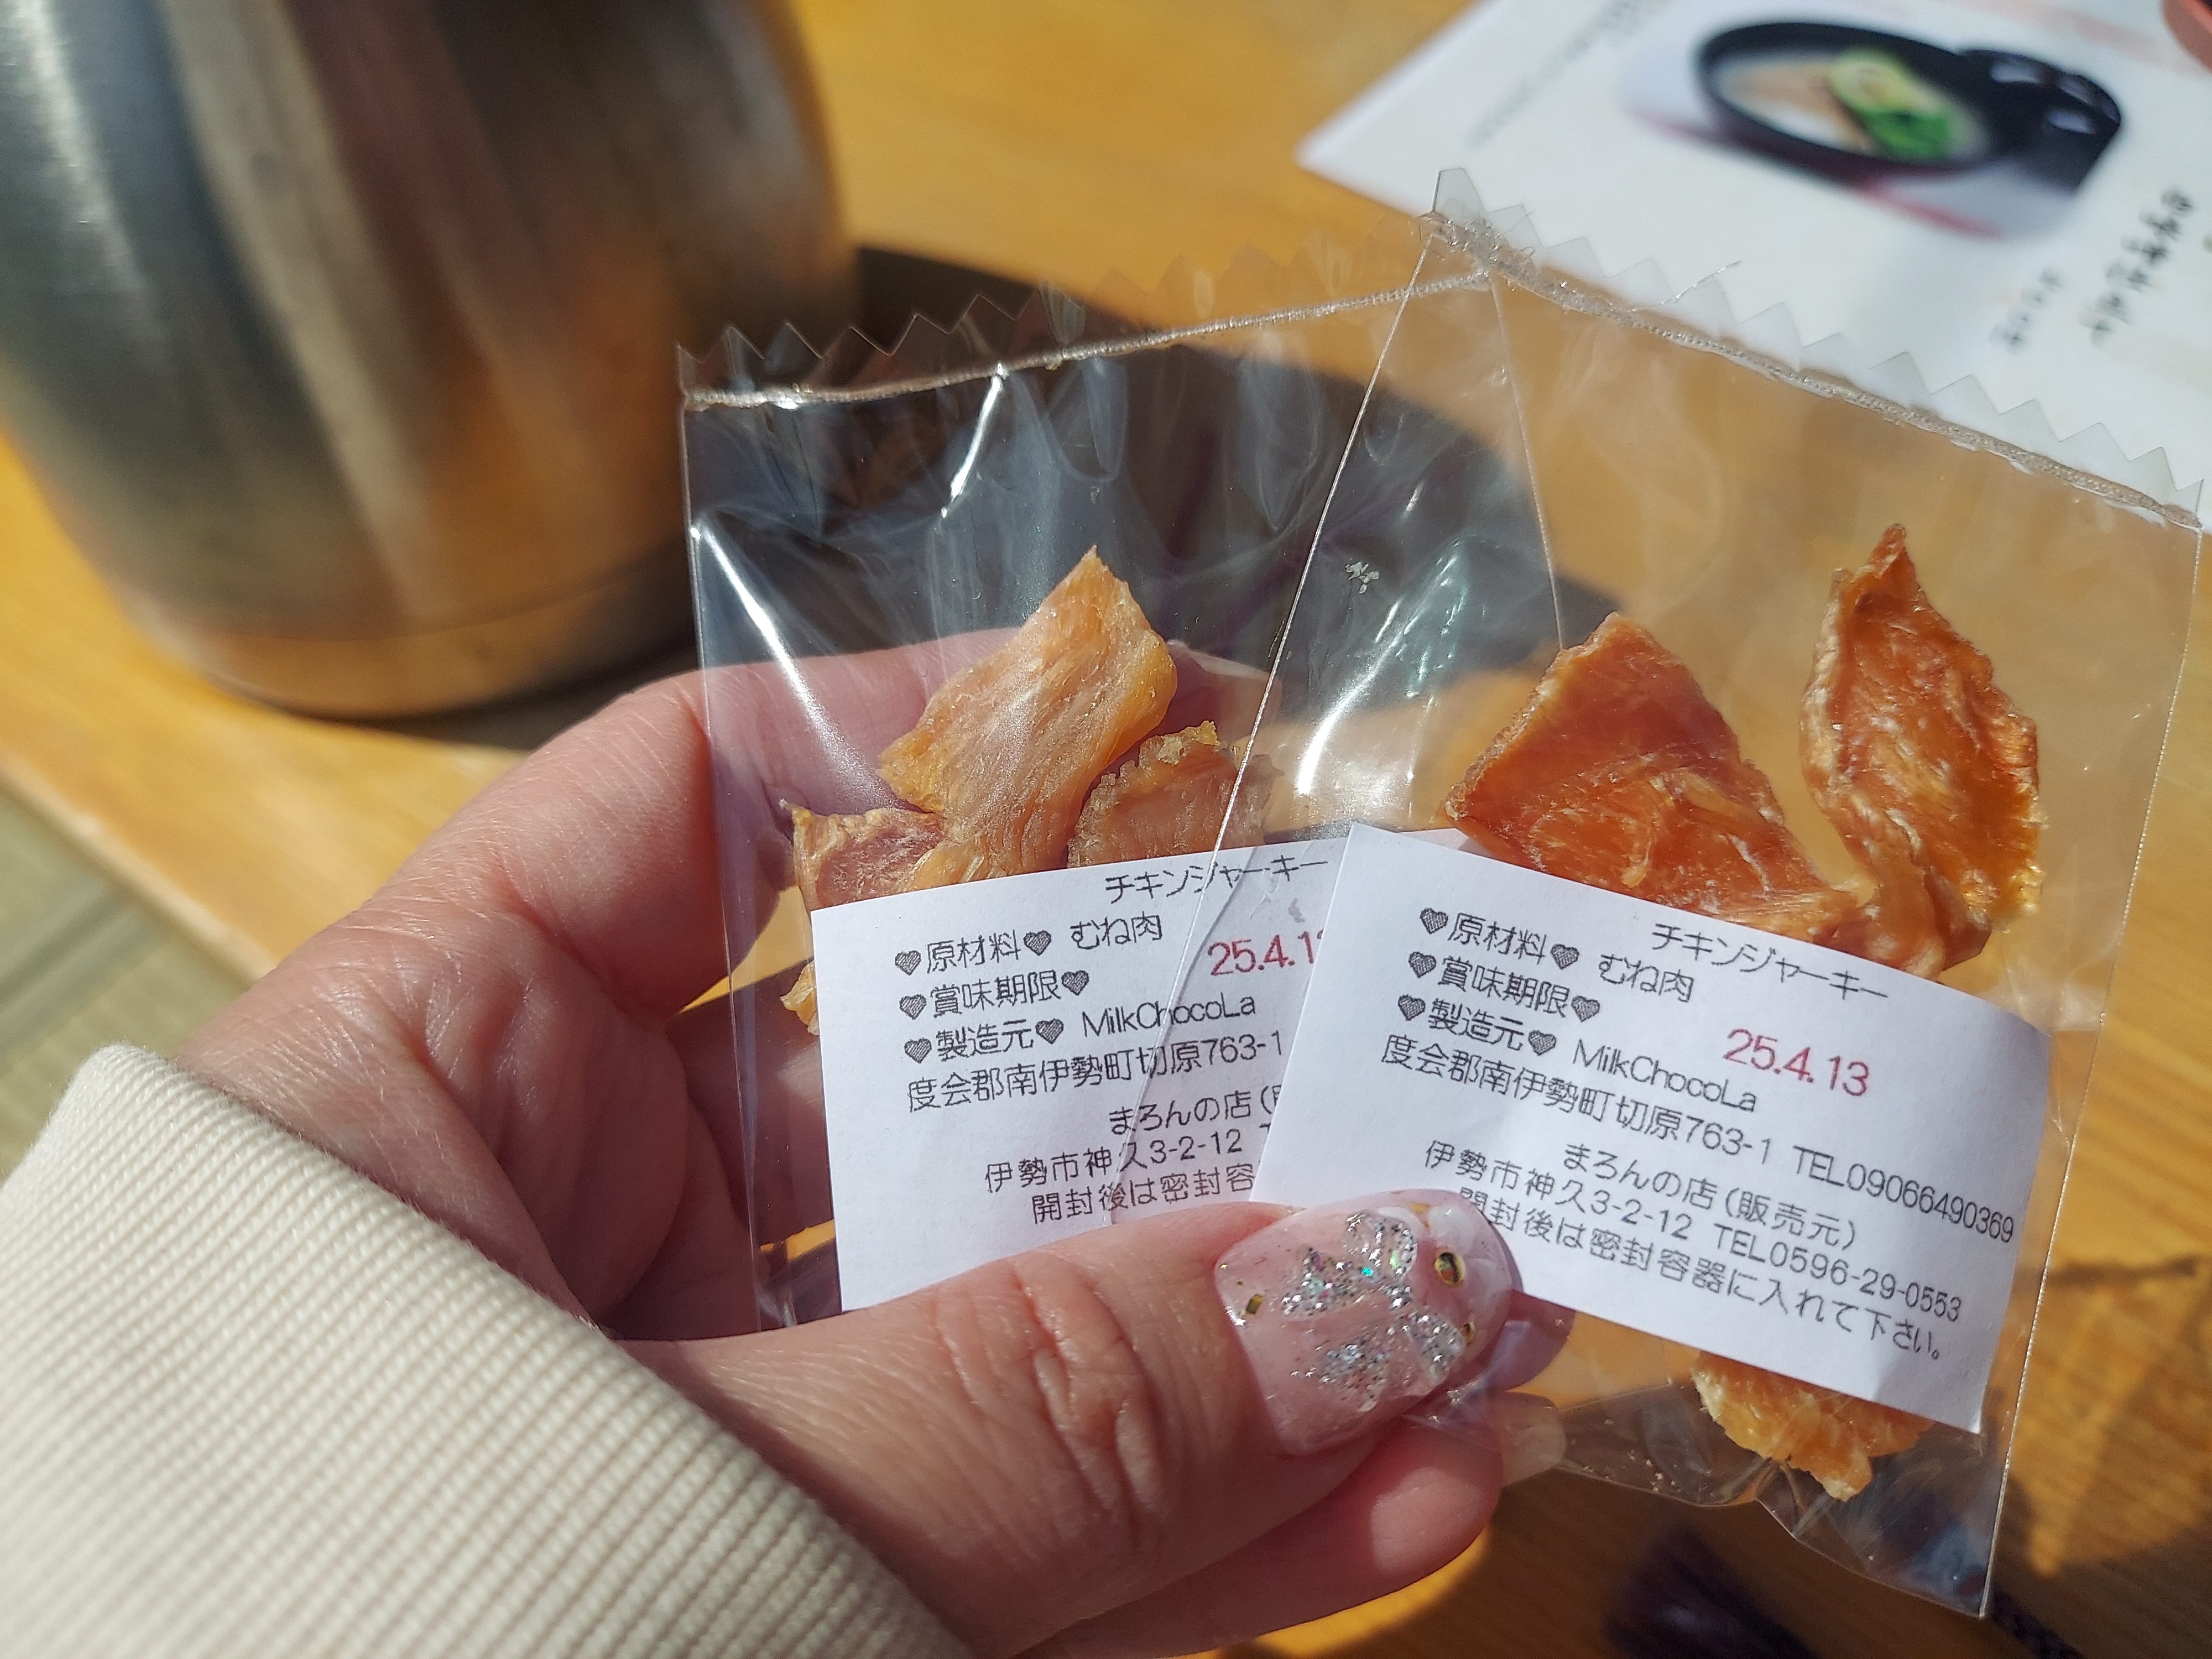 チキンジャーキー
♥原材料♥ むね肉
♥賞味期限♥ 25.4.1
♥製造元♥ MilkChocoLa
度会郡南伊勢町切原763-1
まろんの店(
伊勢市神久3-2-12
開封後は密封容
チキンジャーキー
♥原材料♥ むね肉
♥賞味期限♥ 25.4.13
♥製造元♥ MilkChocoLa
度会郡南伊勢町切原763-1 TEL09066490369
まろんの店(販売元)
伊勢市神久3-2-12 TEL0596-29-0553
開封後は密封容器に入れて下さい。